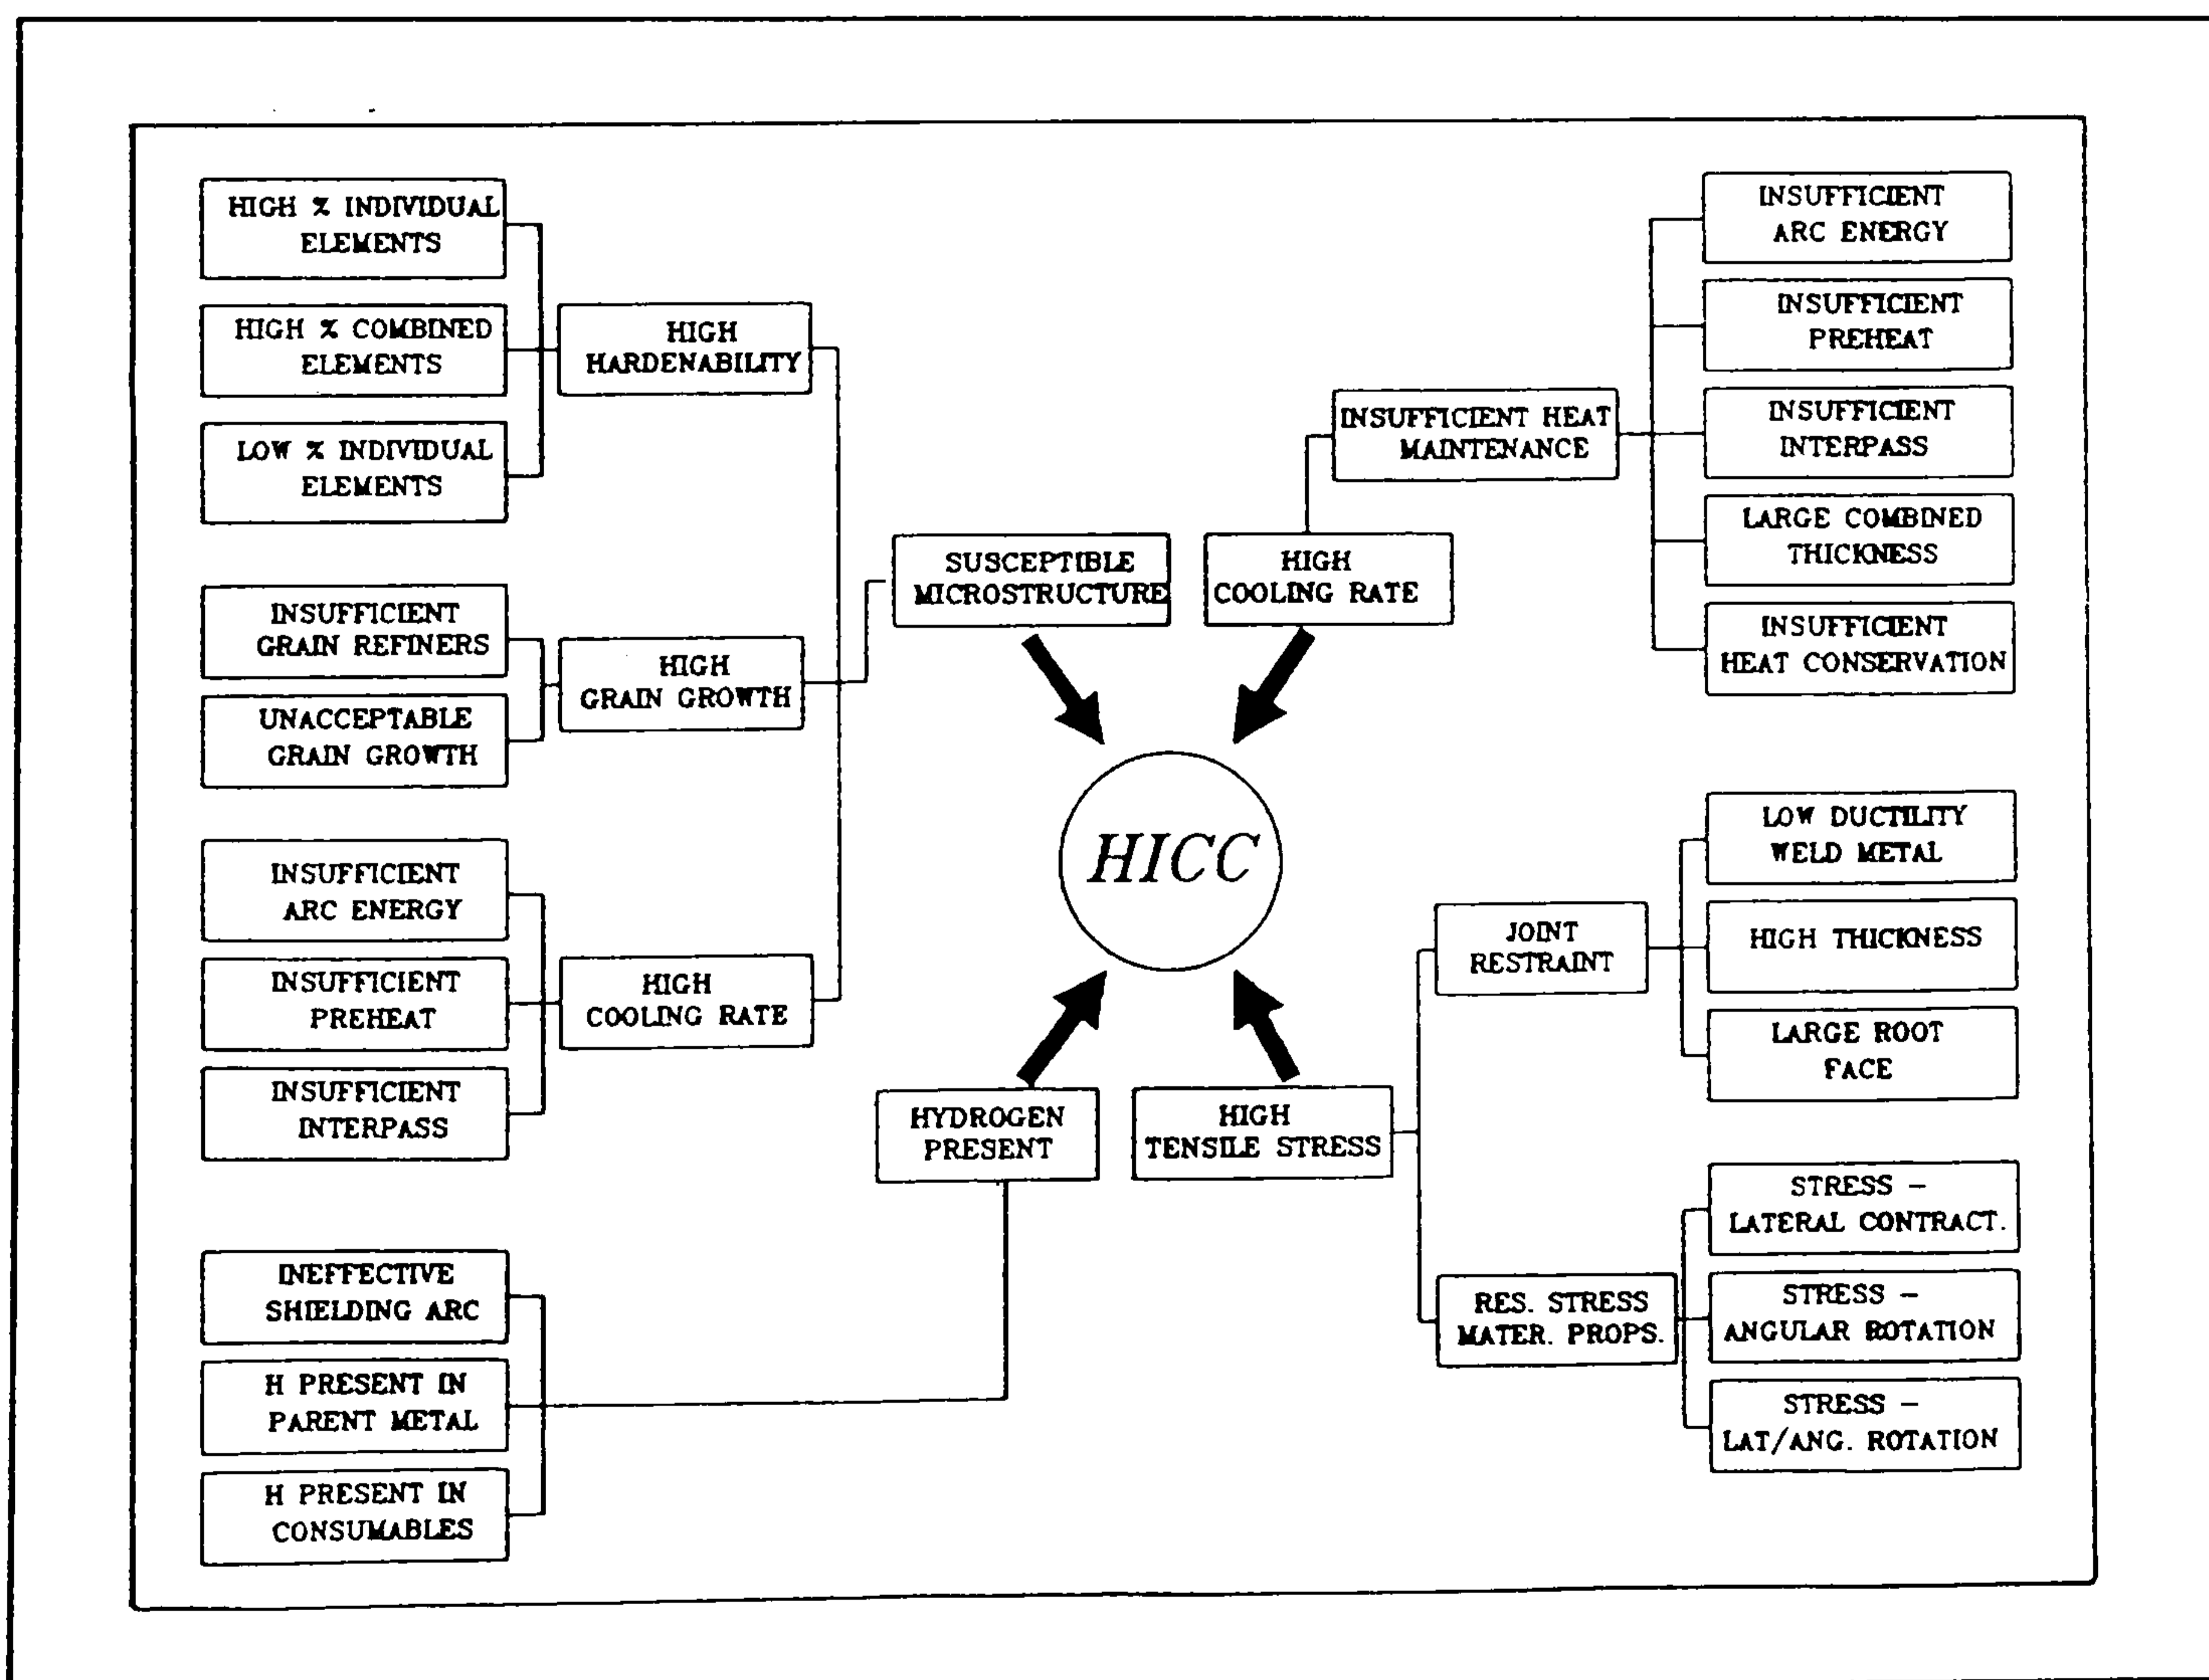 HIGH % INDIVIDUAL
ELEMENTS
HIGH % COMBINED
ELEMENTS
LOW % INDIVIDUAL
ELEMENTS
HIGH
HARDENABILITY
INSUFFICIENT
GRAIN REFINERS
UNACCEPTABLE
GRAIN GROWTH
HIGH
GRAIN GROWTH
INSUFFICIENT
ARC ENERGY
INSUFFICIENT
PREHEAT
INSUFFICIENT
INTERPASS
HIGH
COOLING RATE
SUSCEPTIBLE
MICROSTRUCTURE
INEFFECTIVE
SHIELDING ARC
H PRESENT IN
PARENT METAL
H PRESENT IN
CONSUMABLES
HYDROGEN
PRESENT
HICC
HIGH
COOLING RATE
INSUFFICIENT HEAT
MAINTENANCE
INSUFFICIENT
ARC ENERGY
INSUFFICIENT
PREHEAT
INSUFFICIENT
INTERPASS
LARGE COMBINED
THICKNESS
INSUFFICIENT
HEAT CONSERVATION
HIGH
TENSILE STRESS
JOINT
RESTRAINT
LOW DUCTILITY
WELD METAL
HIGH THICKNESS
LARGE ROOT
FACE
RES. STRESS
MATER. PROPS.
STRESS –
LATERAL CONTRACT.
STRESS –
ANGULAR ROTATION
STRESS –
LAT/ANG. ROTATION